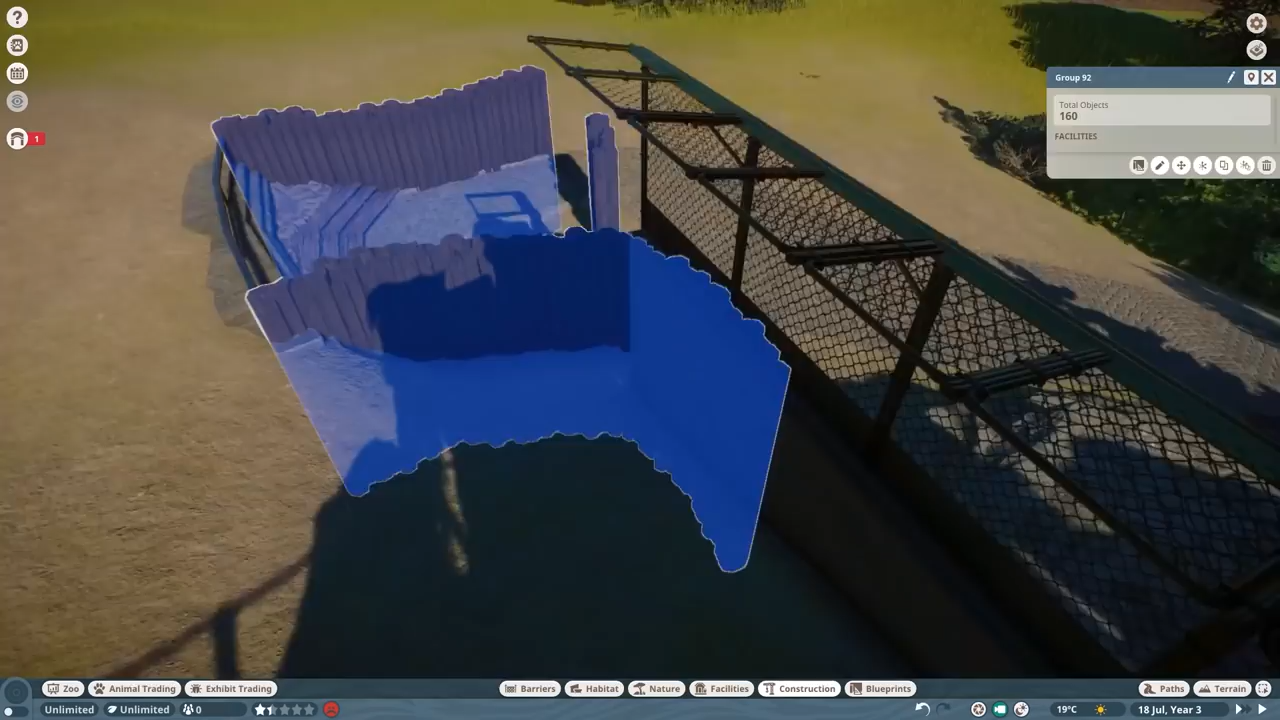 ?
1
Group 92
Total Objects
160
FACILITIES
Zoo
Animal Trading
Exhibit Trading
Barriers
Habitat
Nature
Facilities
Construction
Blueprints
Paths
Terrain
Unlimited
Unlimited
0
19°C
18 Jul, Year 3